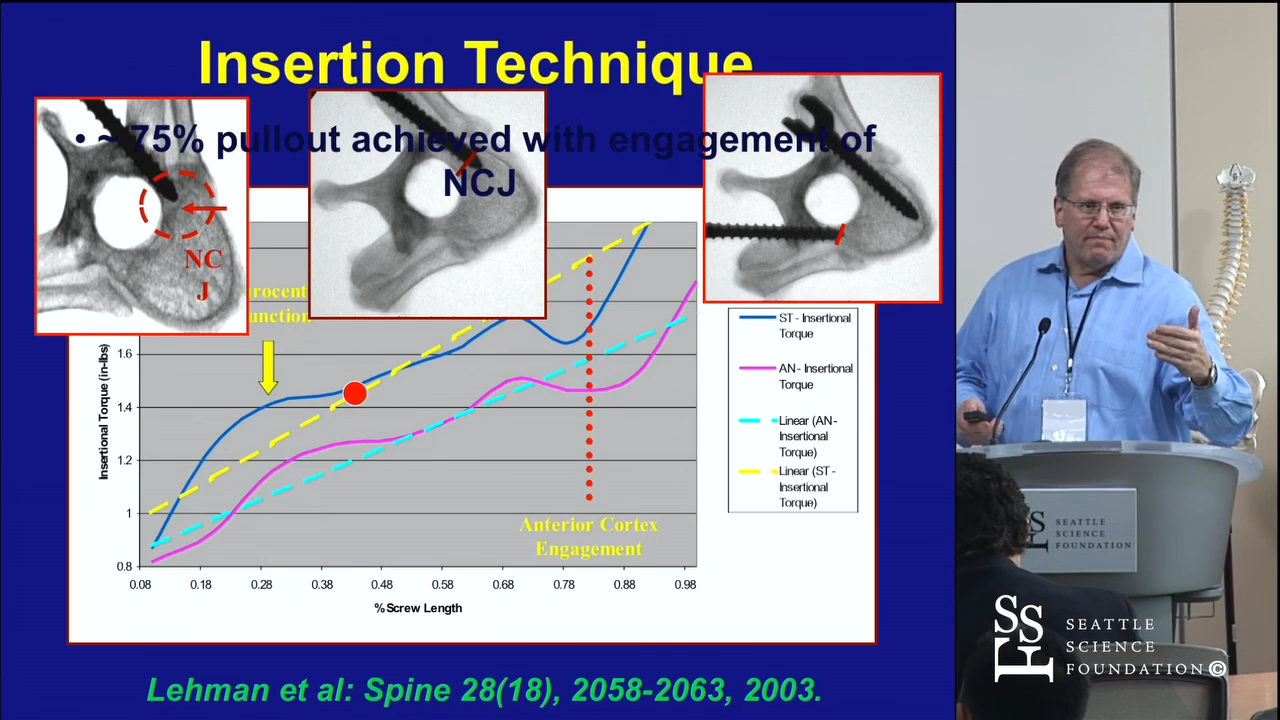 Insertion Technique
• ~ 75% pullout achieved with engagement of
NCJ
NC
J
Insertional Torque (in-lbs)
1.6
1.4
1.2
1
0.8
0.08 0.18 0.28 0.38 0.48 0.58 0.68 0.78 0.88 0.98
%Screw Length
Anterior Cortex
Engagement
ST - Insertional
Torque
AN - Insertional
Torque
Linear (AN -
Insertional
Torque)
Linear (ST -
Insertional
Torque)
Lehman et al: Spine 28(18), 2058-2063, 2003.
SEATTLE
SCIENCE
FOUNDATION
SSF
SEATTLE
SCIENCE
FOUNDATION©